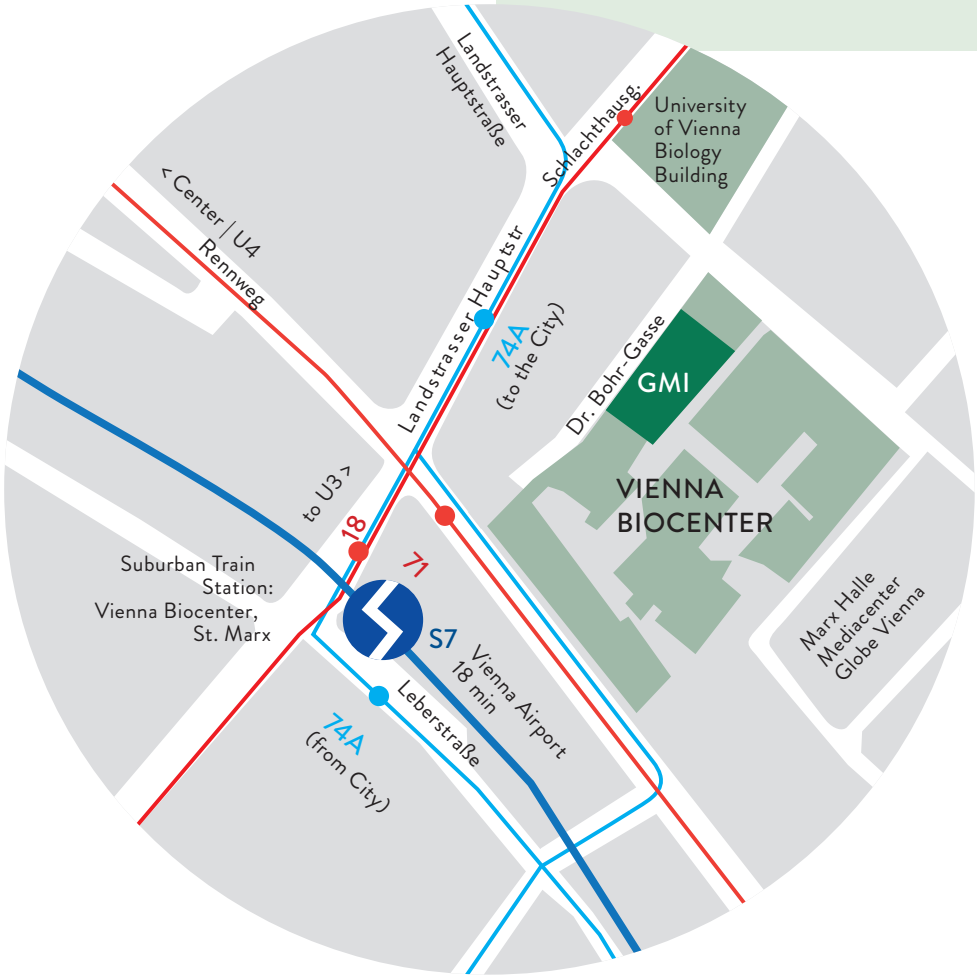 Landstrasser
Hauptstraße
Schlachthausg.
University
of Vienna
Biology
Building
< Center | U4
Rennweg
Landstrasser Hauptstr
74A
(to the City)
Dr. Bohr-Gasse
GMI
VIENNA
BIOCENTER
to U3 >
18
71
Suburban Train
Station:
Vienna Biocenter,
St. Marx
S7
Vienna Airport
18 min
Leberstraße
74A
(from City)
Marx Halle
Mediacenter
Globe Vienna